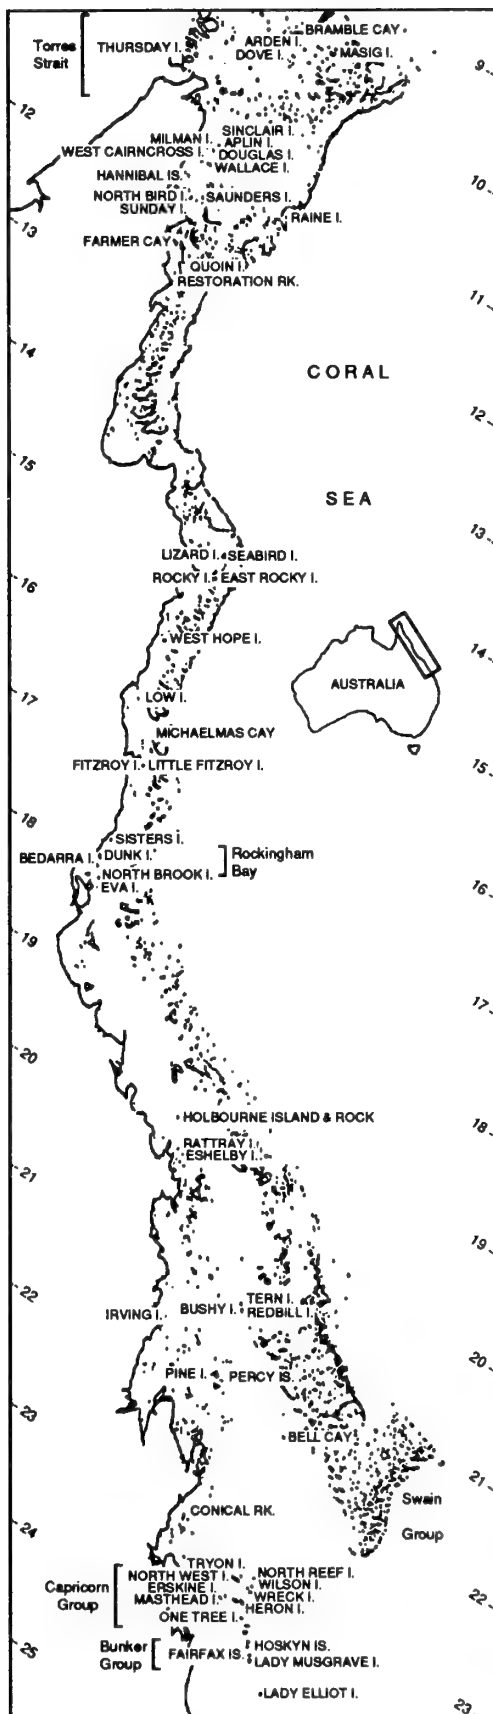 BRAMBLE CAY
Torres
Strait
THURSDAY I.
ARDEN I.
DOVE I.
MASIG I.
9
12
SINCLAIR I.
MILMAN I.
APLIN I.
WEST CAIRNCROSS I.
DOUGLAS I.
WALLACE I.
HANNIBAL IS.
10
NORTH BIRD I.
SAUNDERS I.
SUNDAY I.
RAINE I.
13
FARMER CAY
QUOIN I.
RESTORATION RK.
11
14
CORAL
12
15
SEA
13
LIZARD I.
SEABIRD I.
ROCKY I.
EAST ROCKY I.
16
WEST HOPE I.
14
AUSTRALIA
17
LOW I.
MICHAELMAS CAY
FITZROY I.
LITTLE FITZROY I.
15
18
SISTERS I.
BEDARRA I.
DUNK I.
Rockingham
Bay
NORTH BROOK I.
EVA I.
16
19
17
20
HOLBOURNE ISLAND & ROCK
18
RATTRAY I.
ESHELBY I.
21
19
22
TERN I.
BUSHY I.
REDBILL I.
IRVING I.
20
PINE I.
PERCY IS.
23
BELL CAY
21
Swain
Group
CONICAL RK.
24
TRYON I.
NORTH WEST I.
NORTH REEF I.
ERSKINE I.
WILSON I.
Capricorn
Group
MASTHEAD I.
WRECK I.
HERON I.
22
ONE TREE I.
25
Bunker
Group
HOSKYN IS.
FAIRFAX IS.
LADY MUSGRAVE I.
LADY ELLIOT I.
23